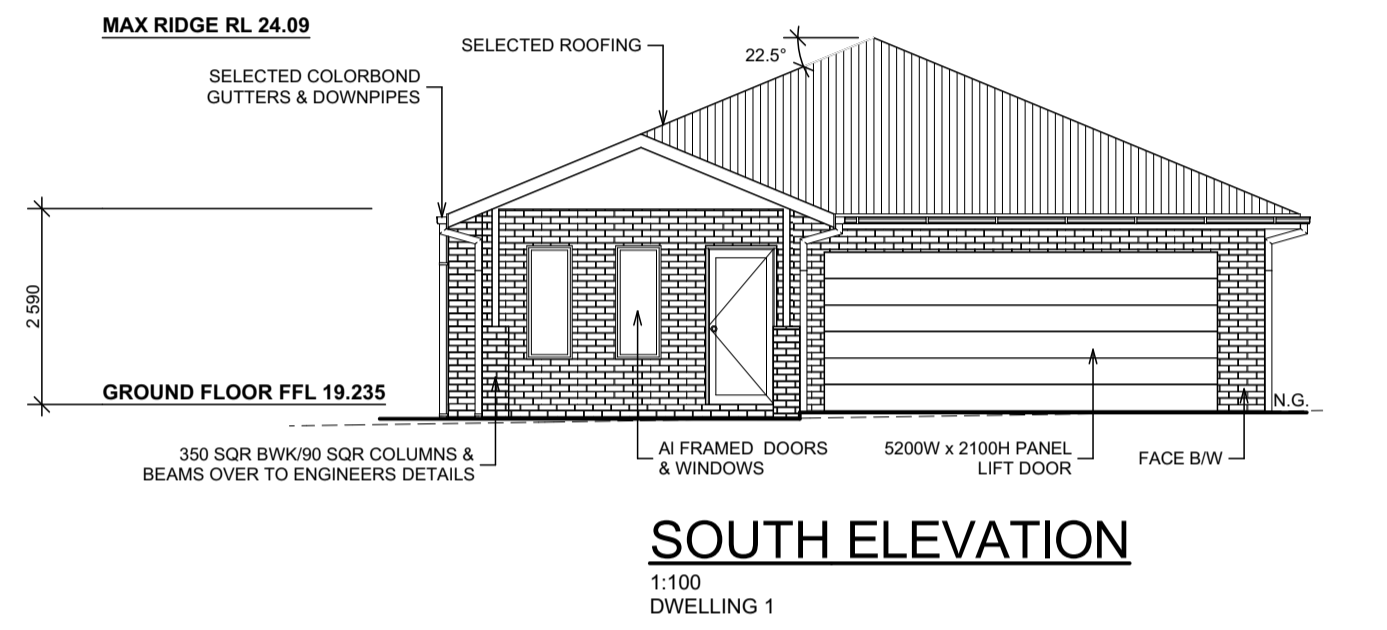 MAX RIDGE RL 24.09
SELECTED ROOFING
22.5°
SELECTED COLORBOND
GUTTERS & DOWNPIPES
2 590
GROUND FLOOR FFL 19.235
N.G.
350 SQR BWK/90 SQR COLUMNS &
BEAMS OVER TO ENGINEERS DETAILS
Al FRAMED DOORS
& WINDOWS
5200W x 2100H PANEL
LIFT DOOR
FACE B/W
SOUTH ELEVATION
1:100
DWELLING 1